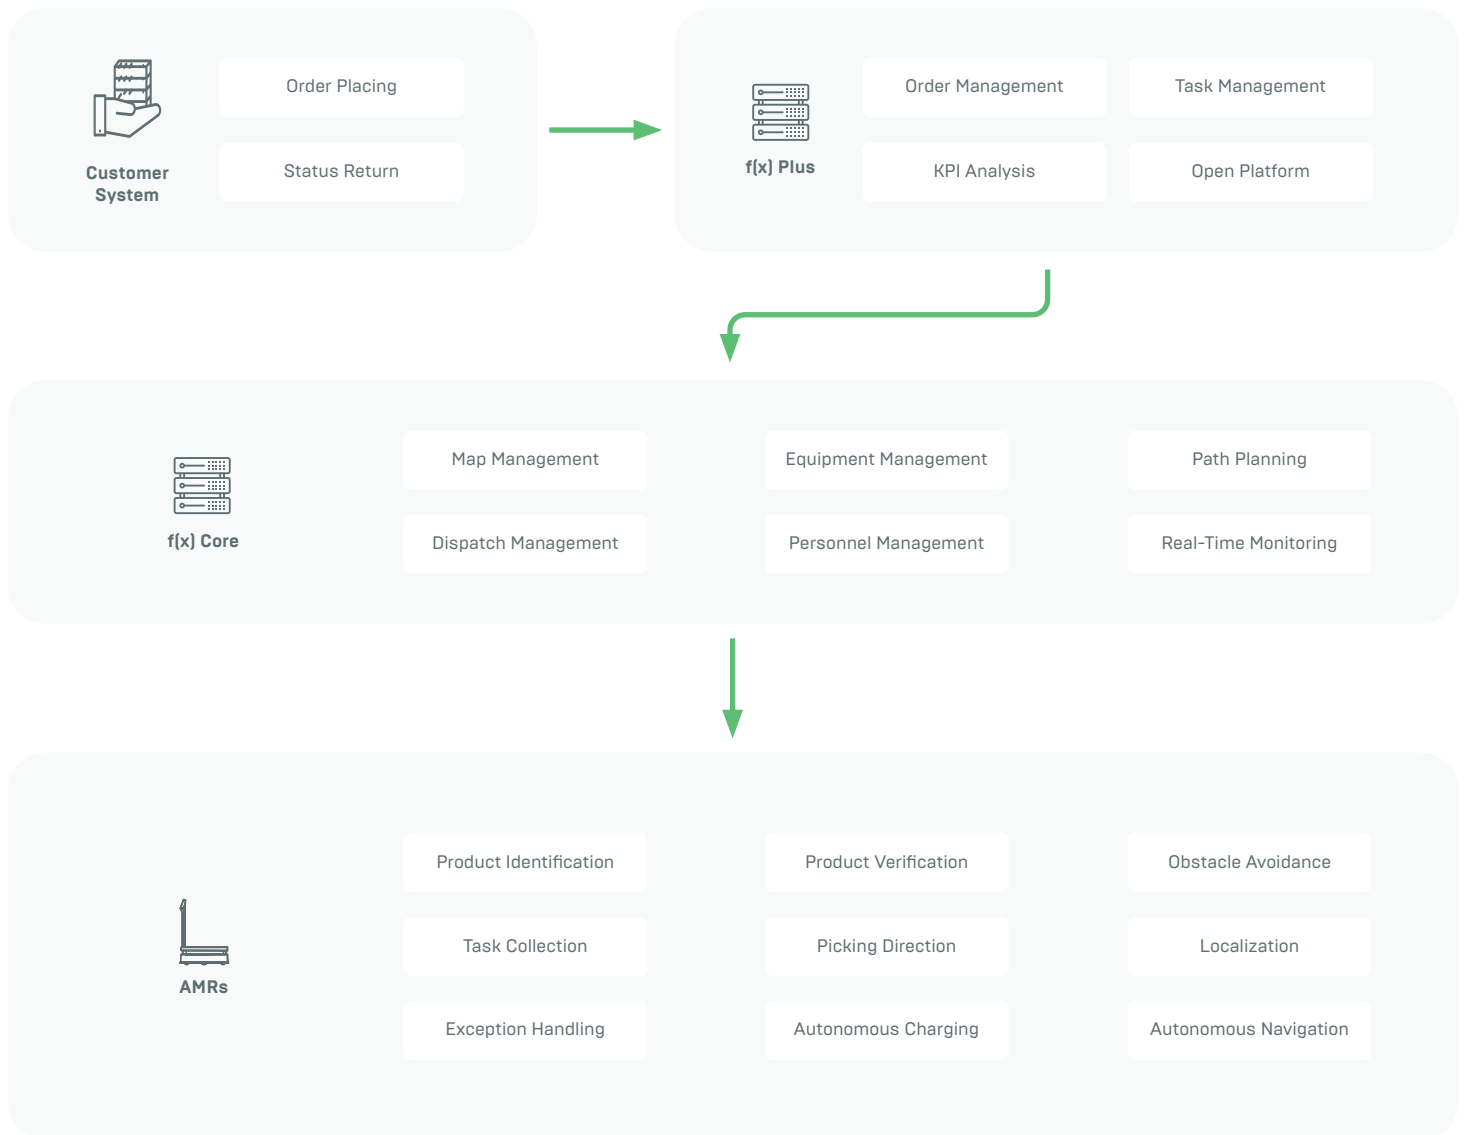 Customer
System
Order Placing
Status Return
f(x) Plus
Order Management
Task Management
KPI Analysis
Open Platform
f(x) Core
Map Management
Equipment Management
Path Planning
Dispatch Management
Personnel Management
Real-Time Monitoring
AMRs
Product Identification
Product Verification
Obstacle Avoidance
Task Collection
Picking Direction
Localization
Exception Handling
Autonomous Charging
Autonomous Navigation